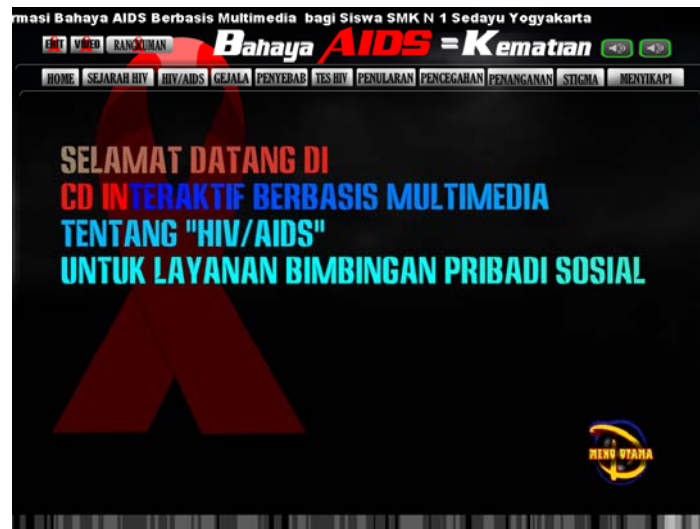 rmasi Bahaya AIDS Berbasis Multimedia bagi Siswa SMK N 1 Sedayu Yogyakarta
EXIT VIDEO RANGKUMAN Bahaya AIDS = Kematian
HOME SEJARAH HIV HIV/AIDS GEJALA PENYEBAB TES HIV PENULARAN PENCEGAHAN PENANGANAN STIGMA MENYIKAPI
SELAMAT DATANG DI
CD INTERAKTIF BERBASIS MULTIMEDIA
TENTANG "HIV/AIDS"
UNTUK LAYANAN BIMBINGAN PRIBADI SOSIAL
MENU UTAMA